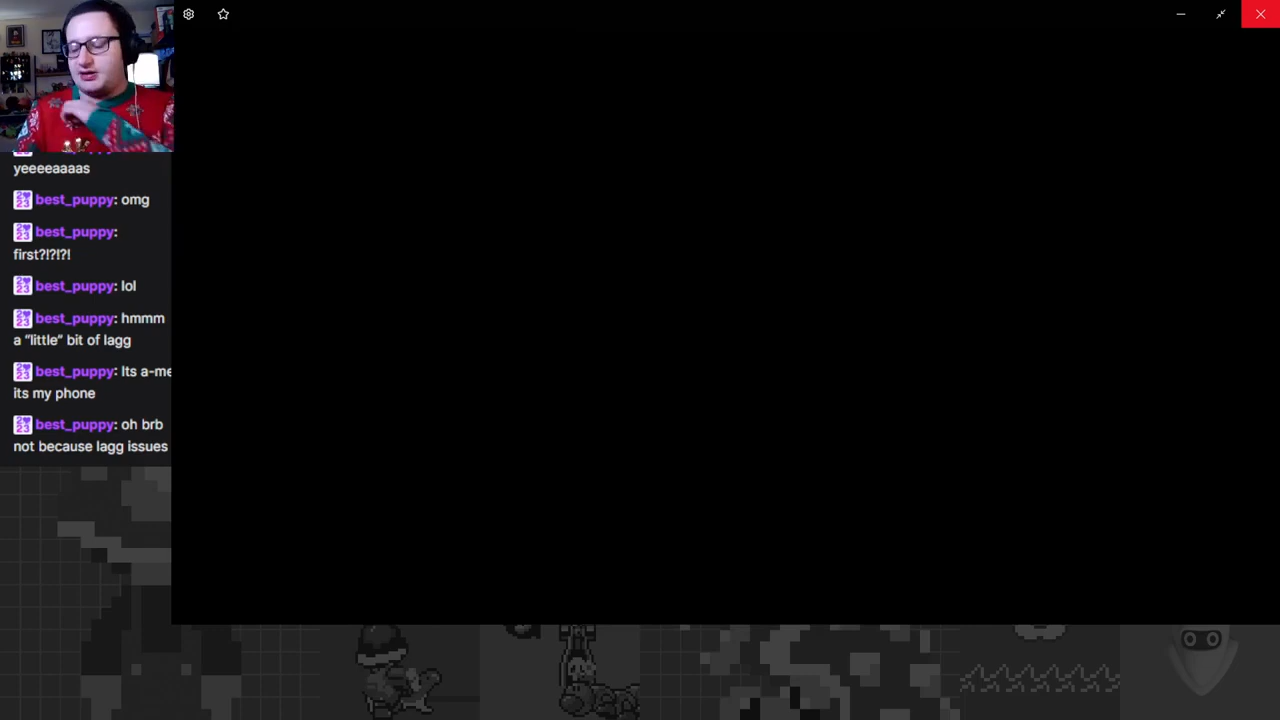 yeeeeaaaas
best_puppy: omg
best_puppy:
first?!?!?!
best_puppy: lol
best_puppy: hmmm
a “little” bit of lagg
best_puppy: Its a-me
its my phone
best_puppy: oh brb
not because lagg issues